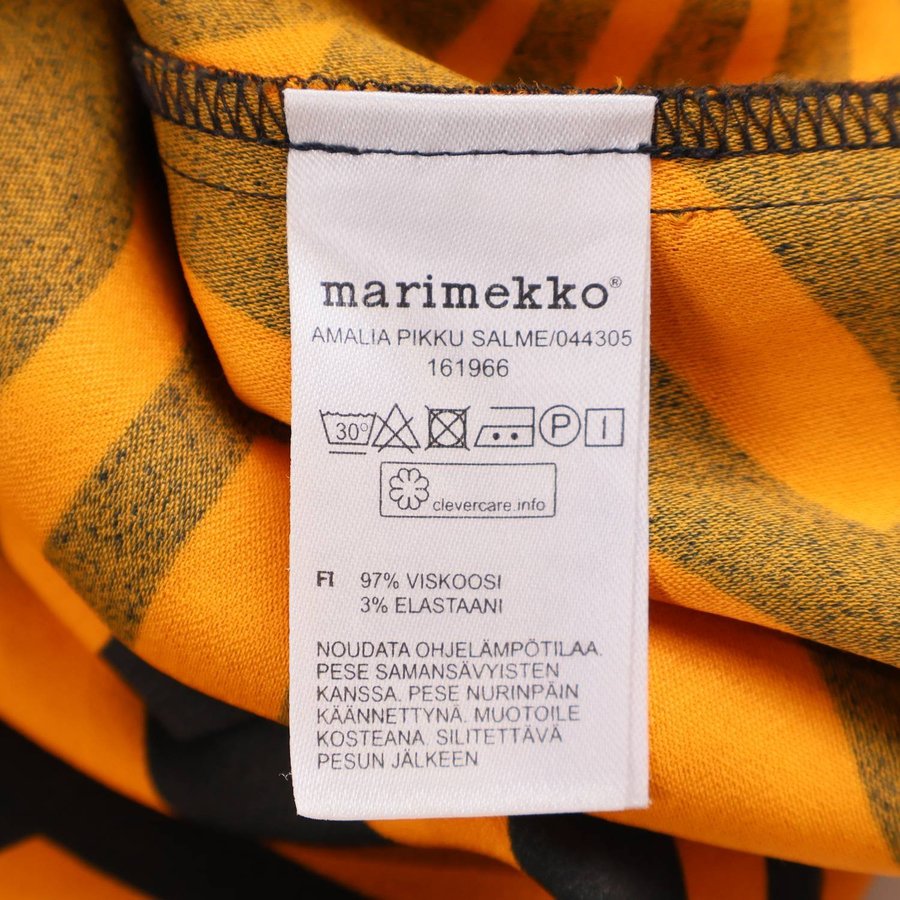 marimekko®
AMALIA PIKKU SALME/044305
161966
30° P I
clevercare.info
FI 97% VISKOOSI
3% ELASTAANI
NOUDATA OHJELÄMPÖTILAA.
PESE SAMANSÄVYISTEN
KANSSA. PESE NURINPÄIN
KÄÄNNETTYNÄ. MUOTOILE
KOSTEANA. SILITETTÄVÄ
PESUN JÄLKEEN